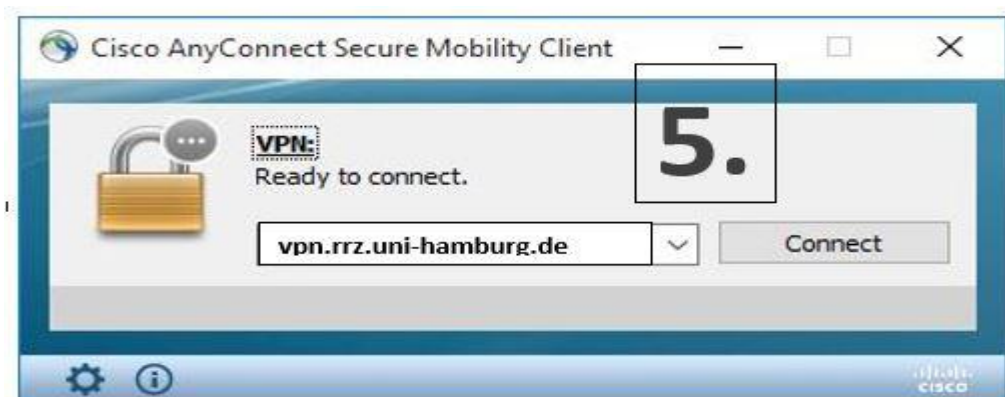 Cisco AnyConnect Secure Mobility Client
5.
VPN:
Ready to connect.
vpn.rrz.uni-hamburg.de
Connect
cisco